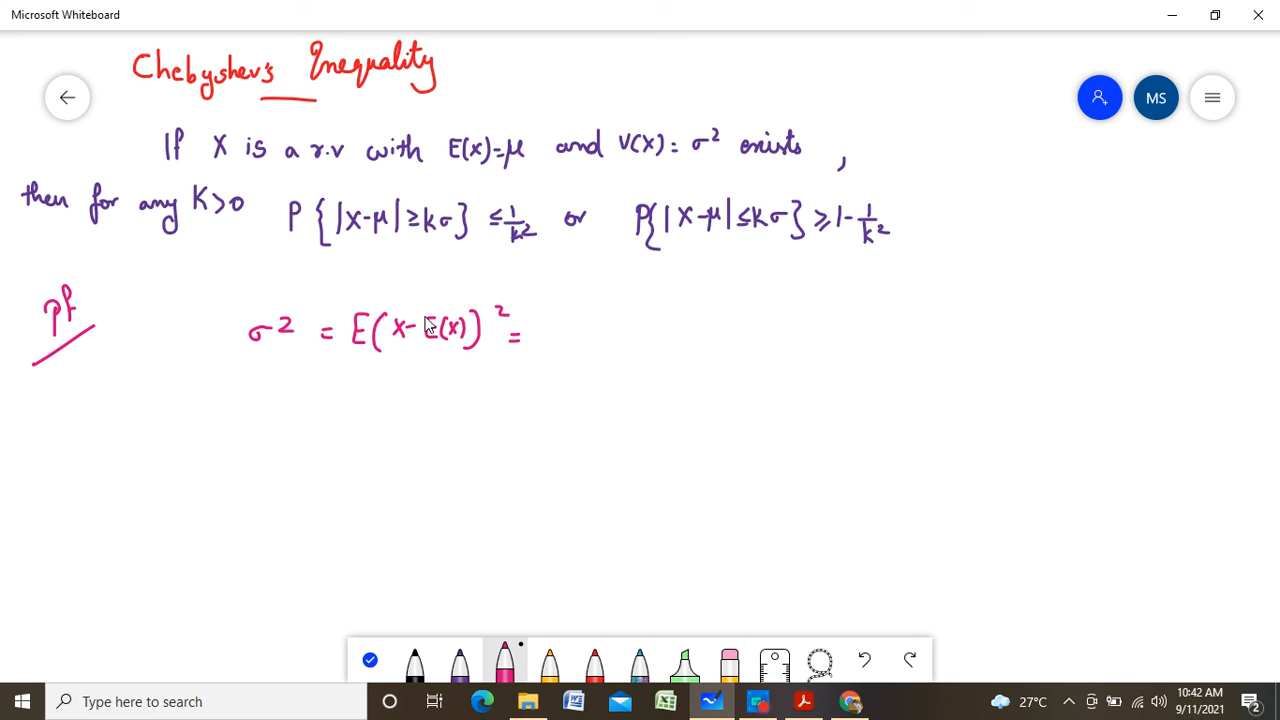 Microsoft Whiteboard
Chebyshev's Inequality
MS
If X is a r.v with E(x)=μ and V(X) = σ² exists,
then for any K>0 P{|X-μ|≥kσ} ≤ 1/k² or P{|X-μ|≤kσ} ≥ 1 - 1/k²
pf
σ² = E(X-E(x))² =
Type here to search
27°C
10:42 AM
9/11/2021
2